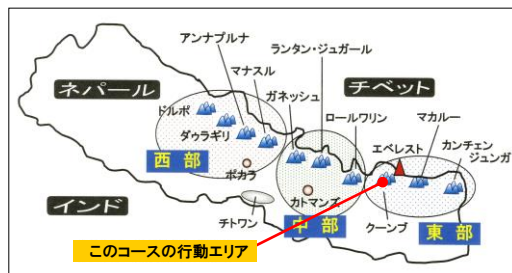 アンナプルナ
ランタン・ジュガール
マナスル
チベット
ネパール
ガネッシュ
ドルポ
ロールワリン
マカルー
ダウラギリ
エベレスト
カンチェン
ジュンガ
西部
ポカラ
カトマンズ
クーンブ
インド
チトワン
中部
東部
このコースの行動エリア